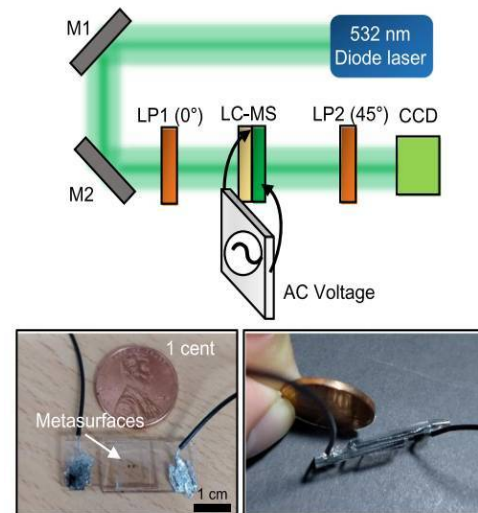 M1
532 nm
Diode laser
LP1 (0°)
LC-MS
LP2 (45°)
CCD
M2
AC Voltage
1 cent
Metasurfaces
1 cm